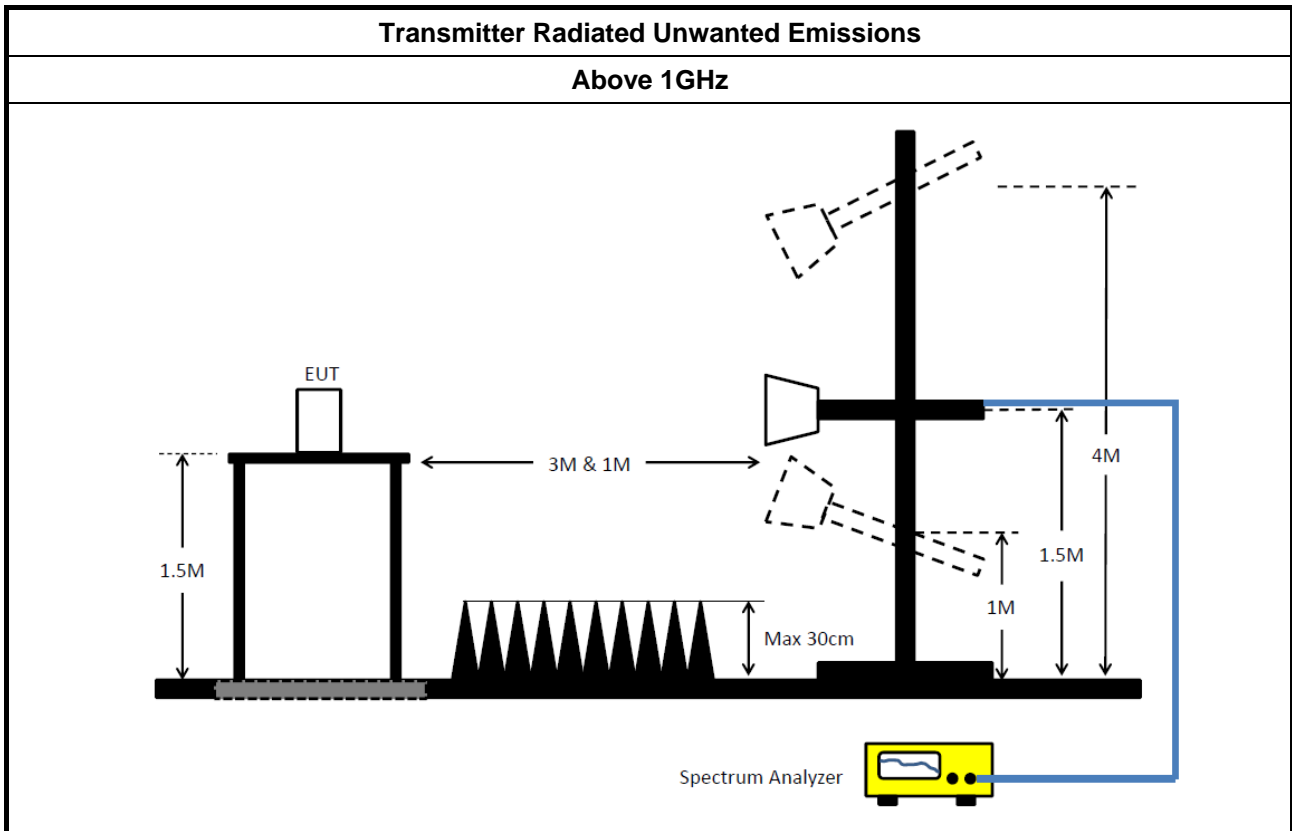 Transmitter Radiated Unwanted Emissions
Above 1GHz
EUT
3M & 1M
4M
1.5M
1.5M
1M
Max 30cm
Spectrum Analyzer